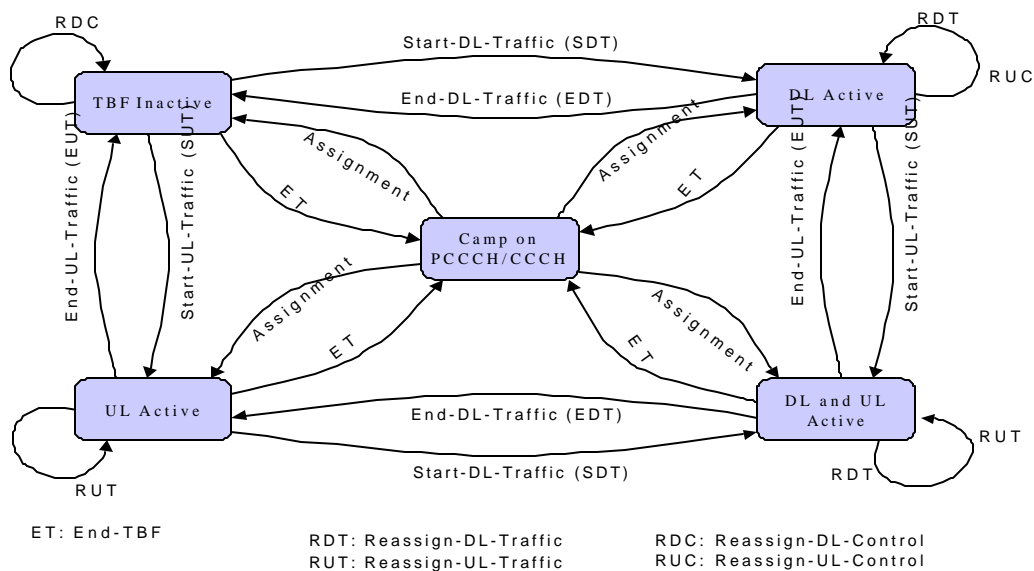 RDC
Start-DL-Traffic (SDT)
RDT
RUC
TBF Inactive
End-DL-Traffic (EDT)
DL Active
End-UL-Traffic (EUT)
Start-UL-Traffic (SUT)
Assignment
ET
Assignment
ET
End-UL-Traffic (EUT)
Start-UL-Traffic (SUT)
Camp on
PCCCH/CCCH
Assignment
ET
Assignment
ET
UL Active
End-DL-Traffic (EDT)
DL and UL
Active
Start-DL-Traffic (SDT)
RUT
RDT
RUT
ET: End-TBF
RDT: Reassign-DL-Traffic
RUT: Reassign-UL-Traffic
RDC: Reassign-DL-Control
RUC: Reassign-UL-Control